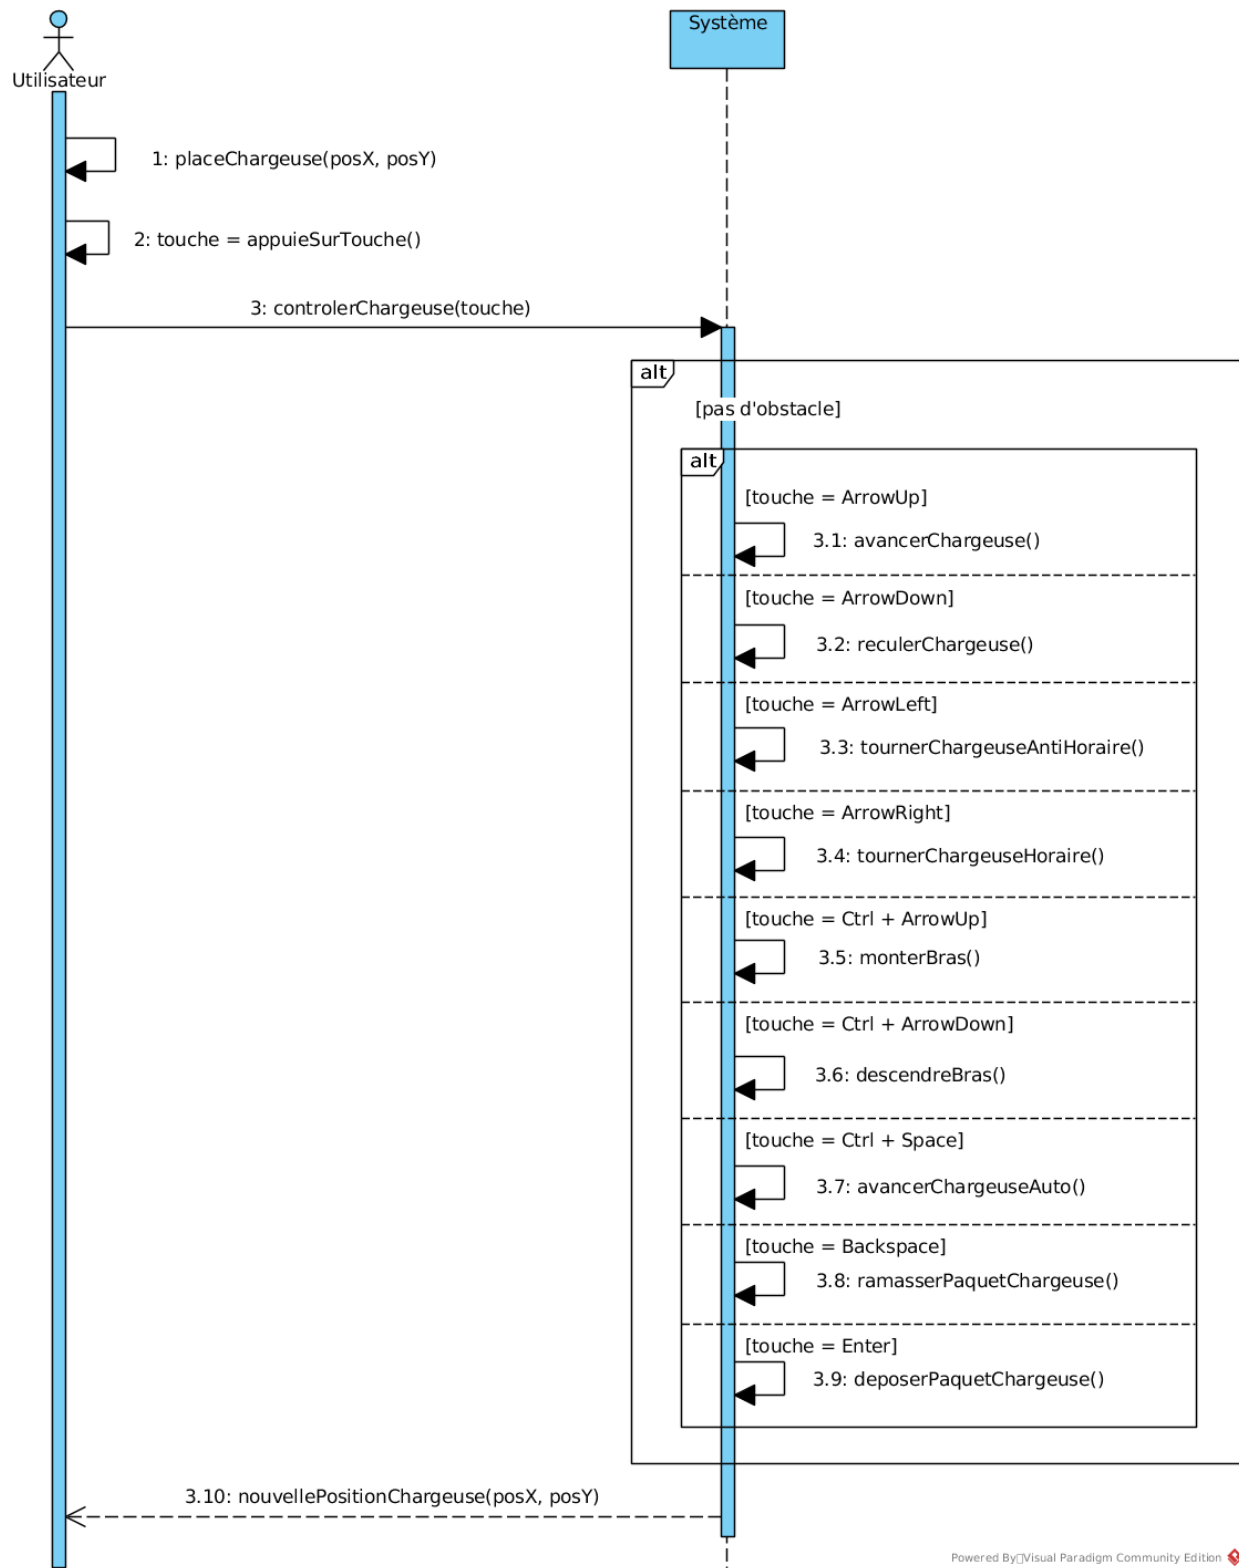 Système
Utilisateur
1: placeChargeuse(posX, posY)
2: touche = appuieSurTouche()
3: controlerChargeuse(touche)
alt
[pas d'obstacle]
alt
[touche = ArrowUp]
3.1: avancerChargeuse()
[touche = ArrowDown]
3.2: reculerChargeuse()
[touche = ArrowLeft]
3.3: tournerChargeuseAntiHoraire()
[touche = ArrowRight]
3.4: tournerChargeuseHoraire()
[touche = Ctrl + ArrowUp]
3.5: monterBras()
[touche = Ctrl + ArrowDown]
3.6: descendreBras()
[touche = Ctrl + Space]
3.7: avancerChargeuseAuto()
[touche = Backspace]
3.8: ramasserPaquetChargeuse()
[touche = Enter]
3.9: deposerPaquetChargeuse()
3.10: nouvellePositionChargeuse(posX, posY)
Powered By Visual Paradigm Community Edition